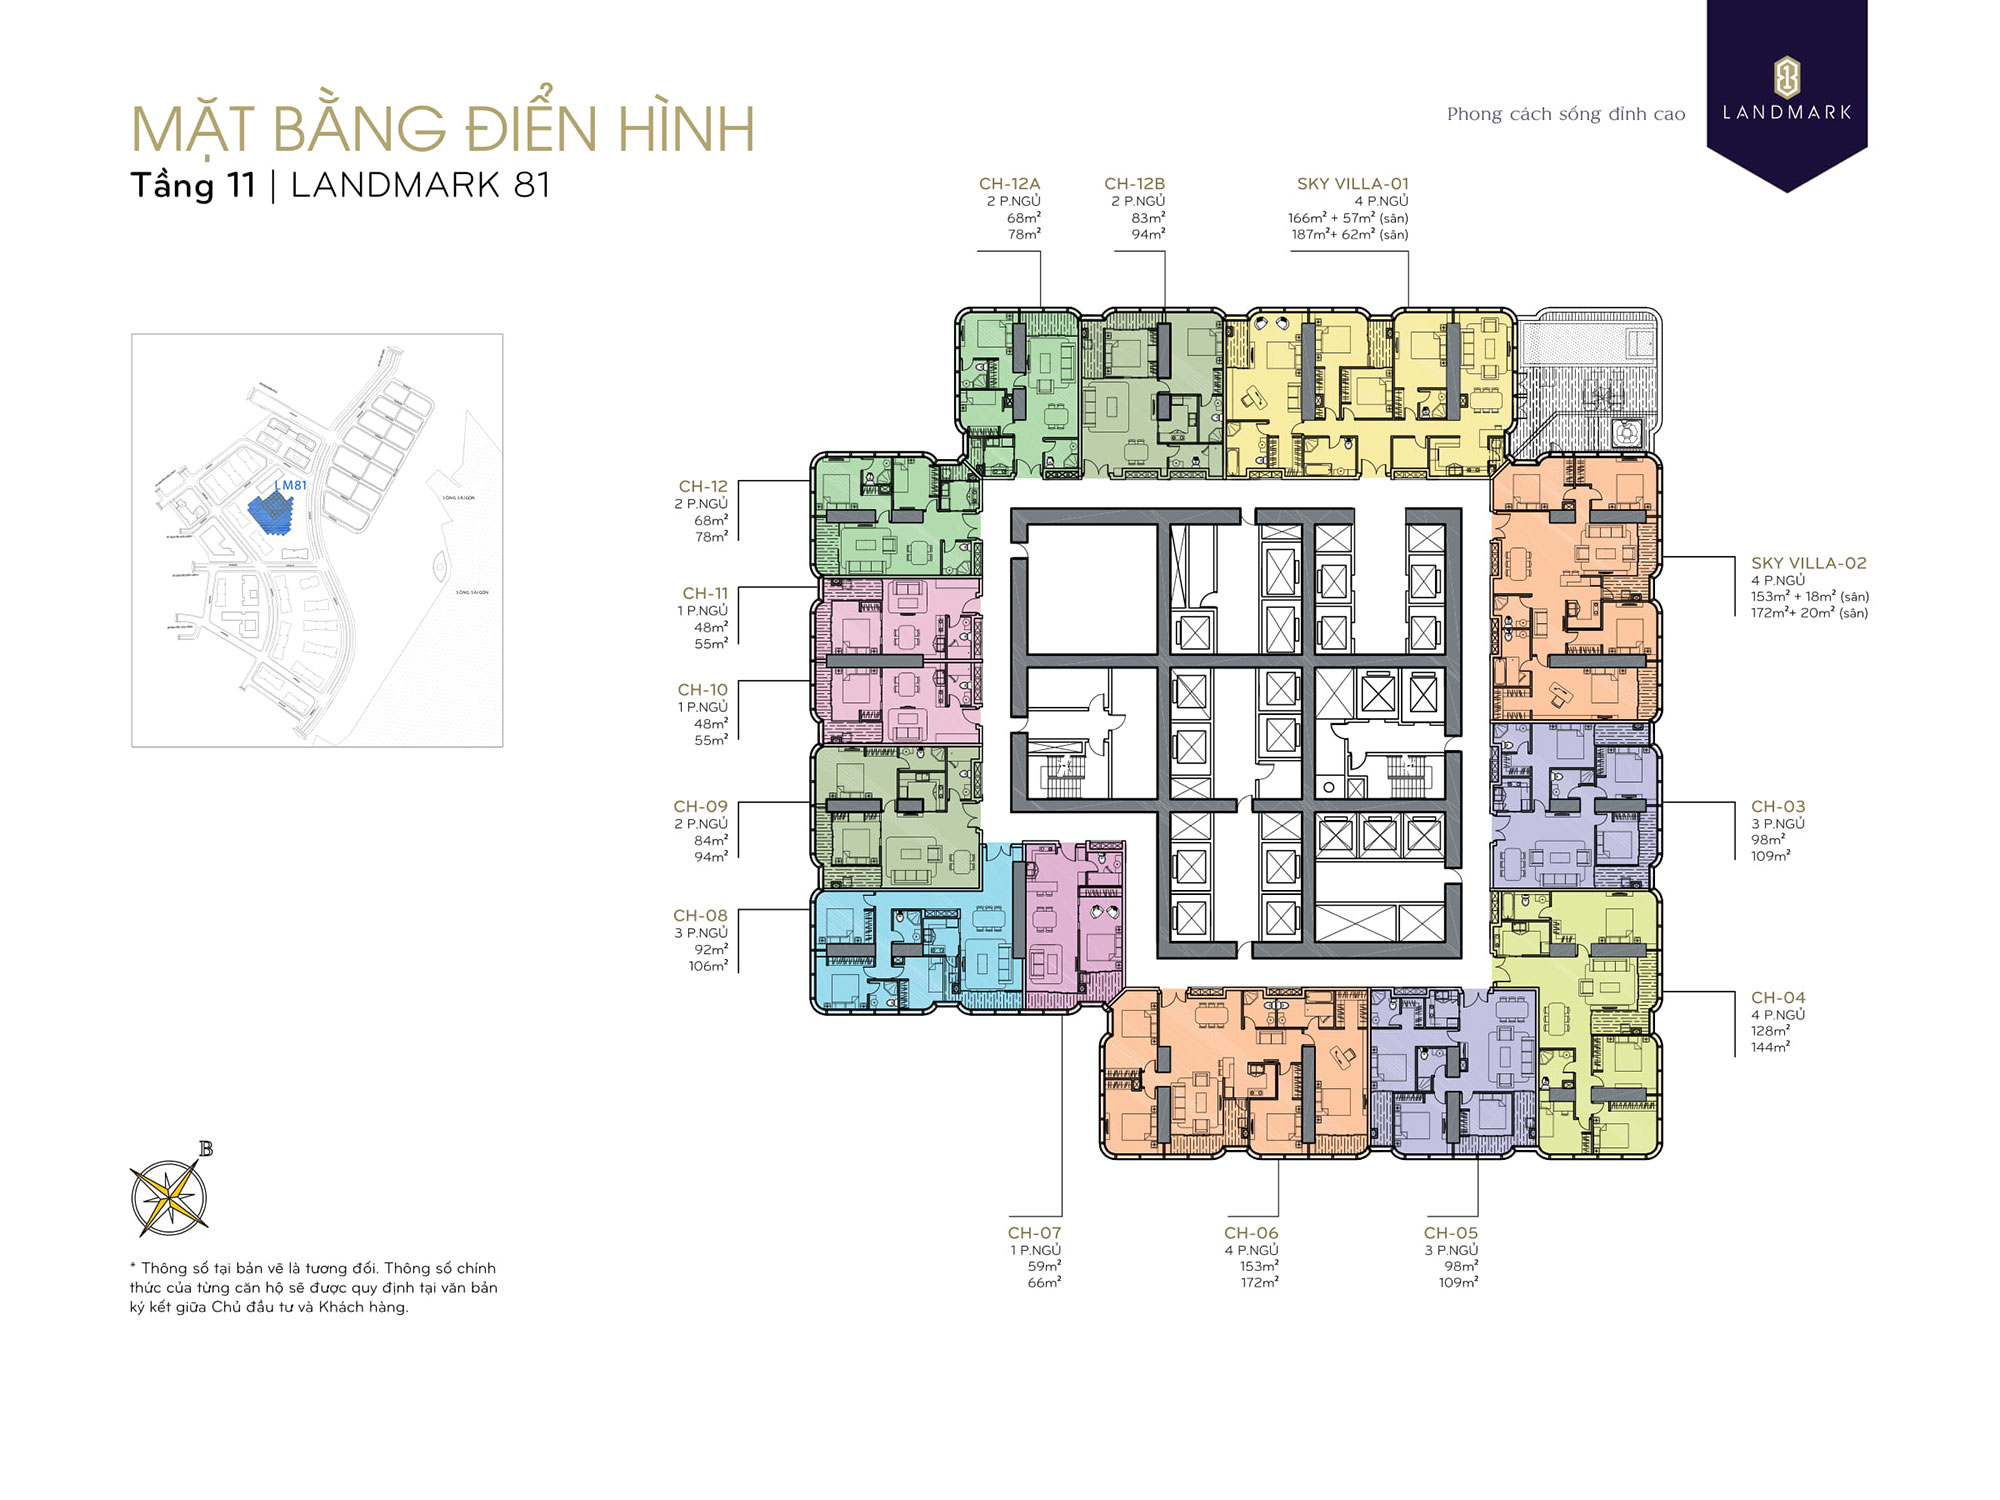 MẶT BẰNG ĐIỂN HÌNH
Tầng 11 | LANDMARK 81
Phong cách sống đỉnh cao
LANDMARK
CH-12A
2 P.NGỦ
68m²
78m²
CH-12B
2 P.NGỦ
83m²
94m²
SKY VILLA-01
4 P.NGỦ
166m² + 57m² (sân)
187m²+ 62m² (sân)
LM81
SÔNG SÀI GÒN
SÔNG SÀI GÒN
CH-12
2 P.NGỦ
68m²
78m²
CH-11
1 P.NGỦ
48m²
55m²
CH-10
1 P.NGỦ
48m²
55m²
CH-09
2 P.NGỦ
84m²
94m²
CH-08
3 P.NGỦ
92m²
106m²
SKY VILLA-02
4 P.NGỦ
153m² + 18m² (sân)
172m²+ 20m² (sân)
CH-03
3 P.NGỦ
98m²
109m²
CH-04
4 P.NGỦ
128m²
144m²
CH-07
1 P.NGỦ
59m²
66m²
CH-06
4 P.NGỦ
153m²
172m²
CH-05
3 P.NGỦ
98m²
109m²
B
* Thông số tại bản vẽ là tương đối. Thông số chính
thức của từng căn hộ sẽ được quy định tại văn bản
ký kết giữa Chủ đầu tư và Khách hàng.